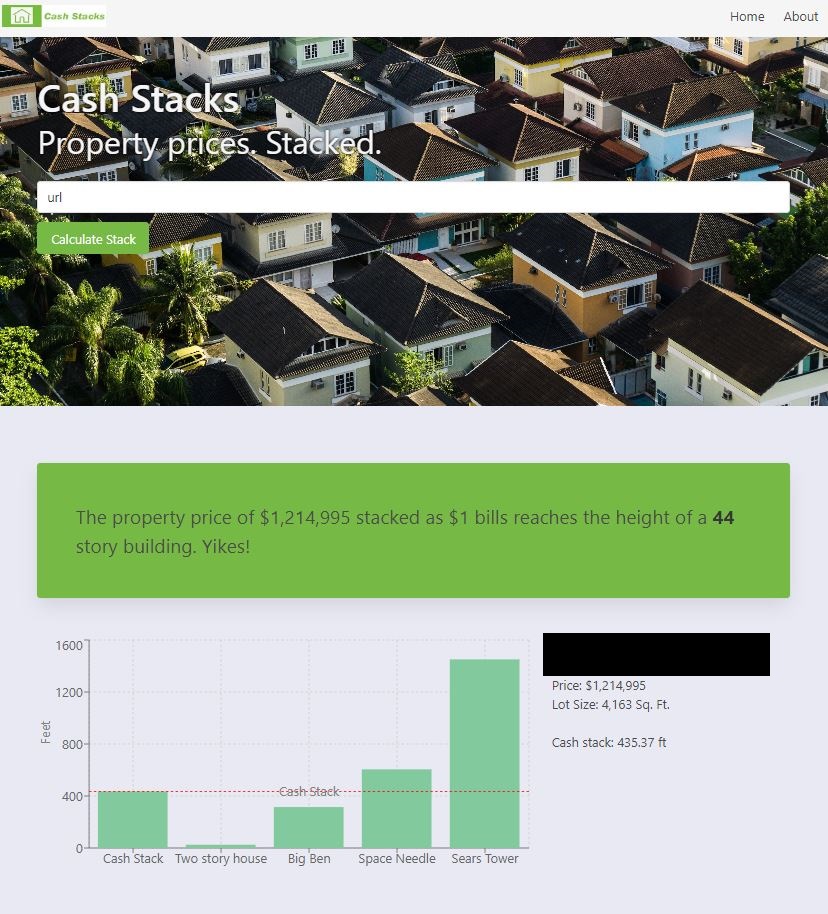 Cash Stacks
Home
About
Cash Stacks
Property prices. Stacked.
url
Calculate Stack
The property price of $1,214,995 stacked as $1 bills reaches the height of a 44
story building. Yikes!
1600
1200
800
400
0
Feet
Cash Stack
Cash Stack
Two story house
Big Ben
Space Needle
Sears Tower
Price: $1,214,995
Lot Size: 4,163 Sq. Ft.
Cash stack: 435.37 ft